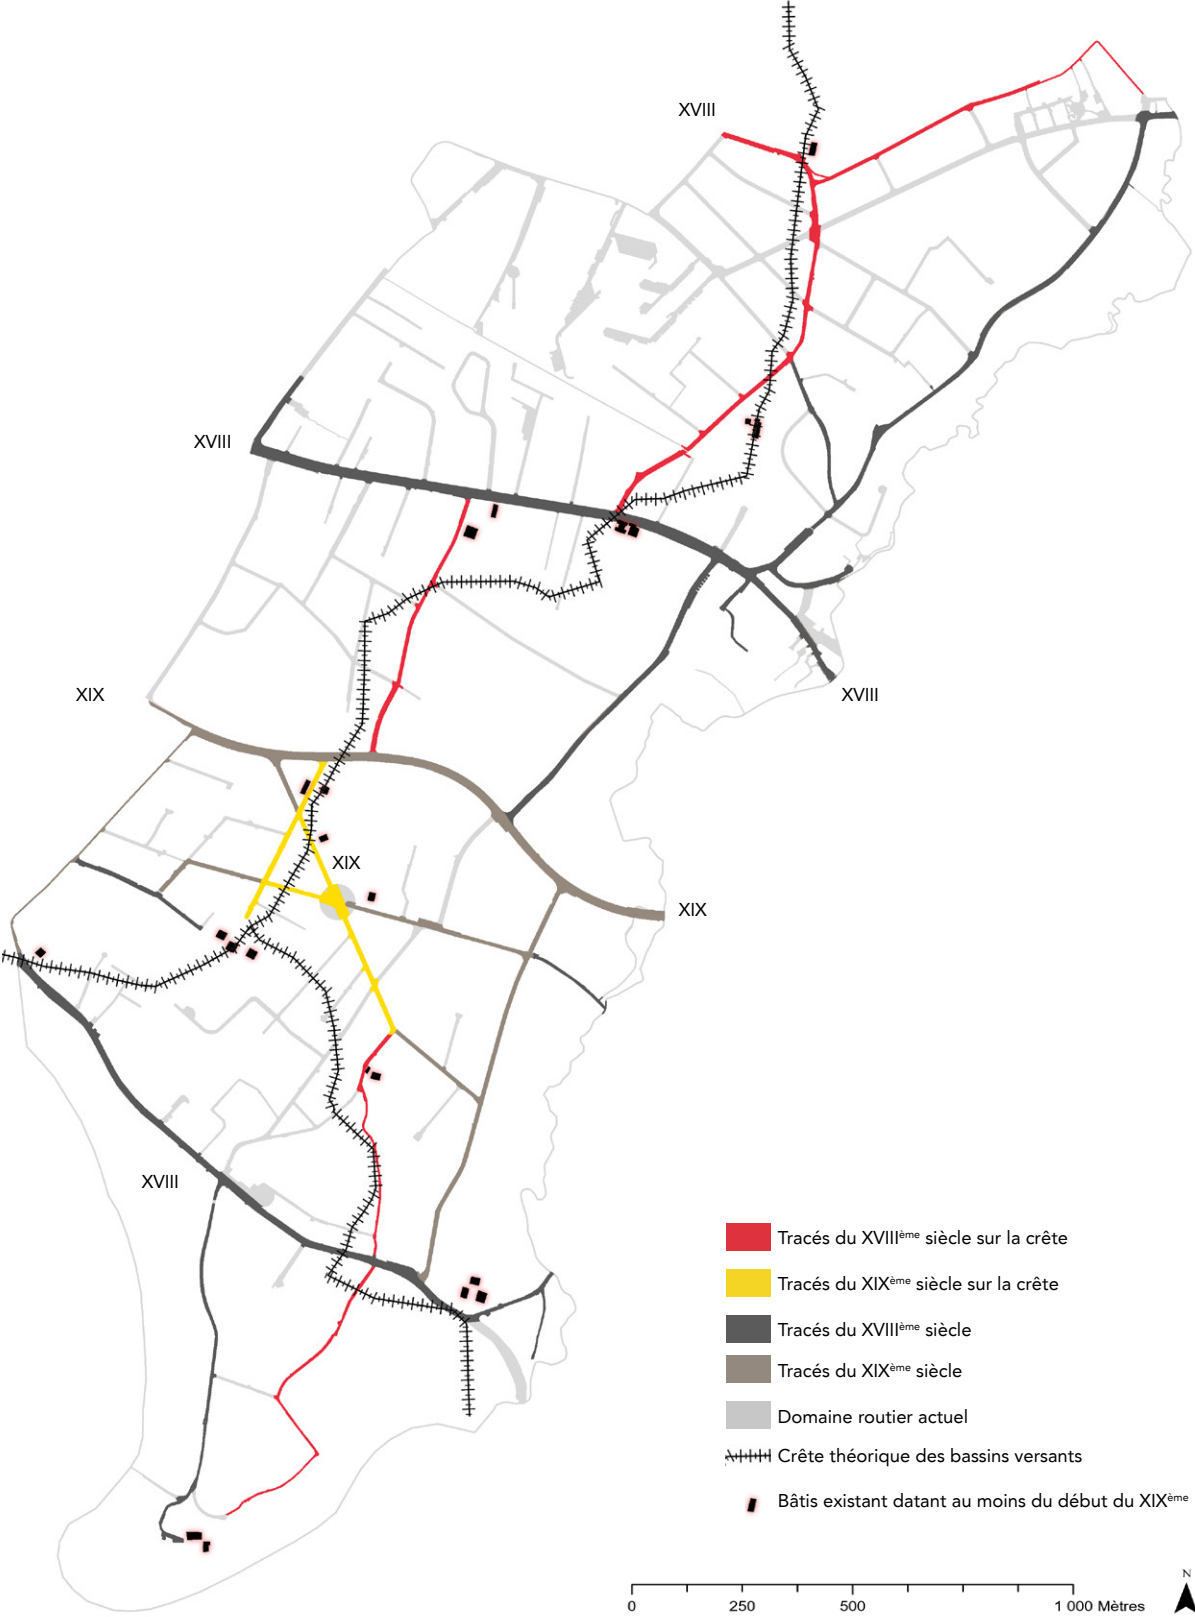 XVIII
XVIII
XIX
XVIII
XIX
XIX
XVIII
Tracés du XVIIIème siècle sur la crête
Tracés du XIXème siècle sur la crête
Tracés du XVIIIème siècle
Tracés du XIXème siècle
Domaine routier actuel
Crête théorique des bassins versants
Bâtis existant datant au moins du début du XIXème
N
0 250 500 1 000 Mètres